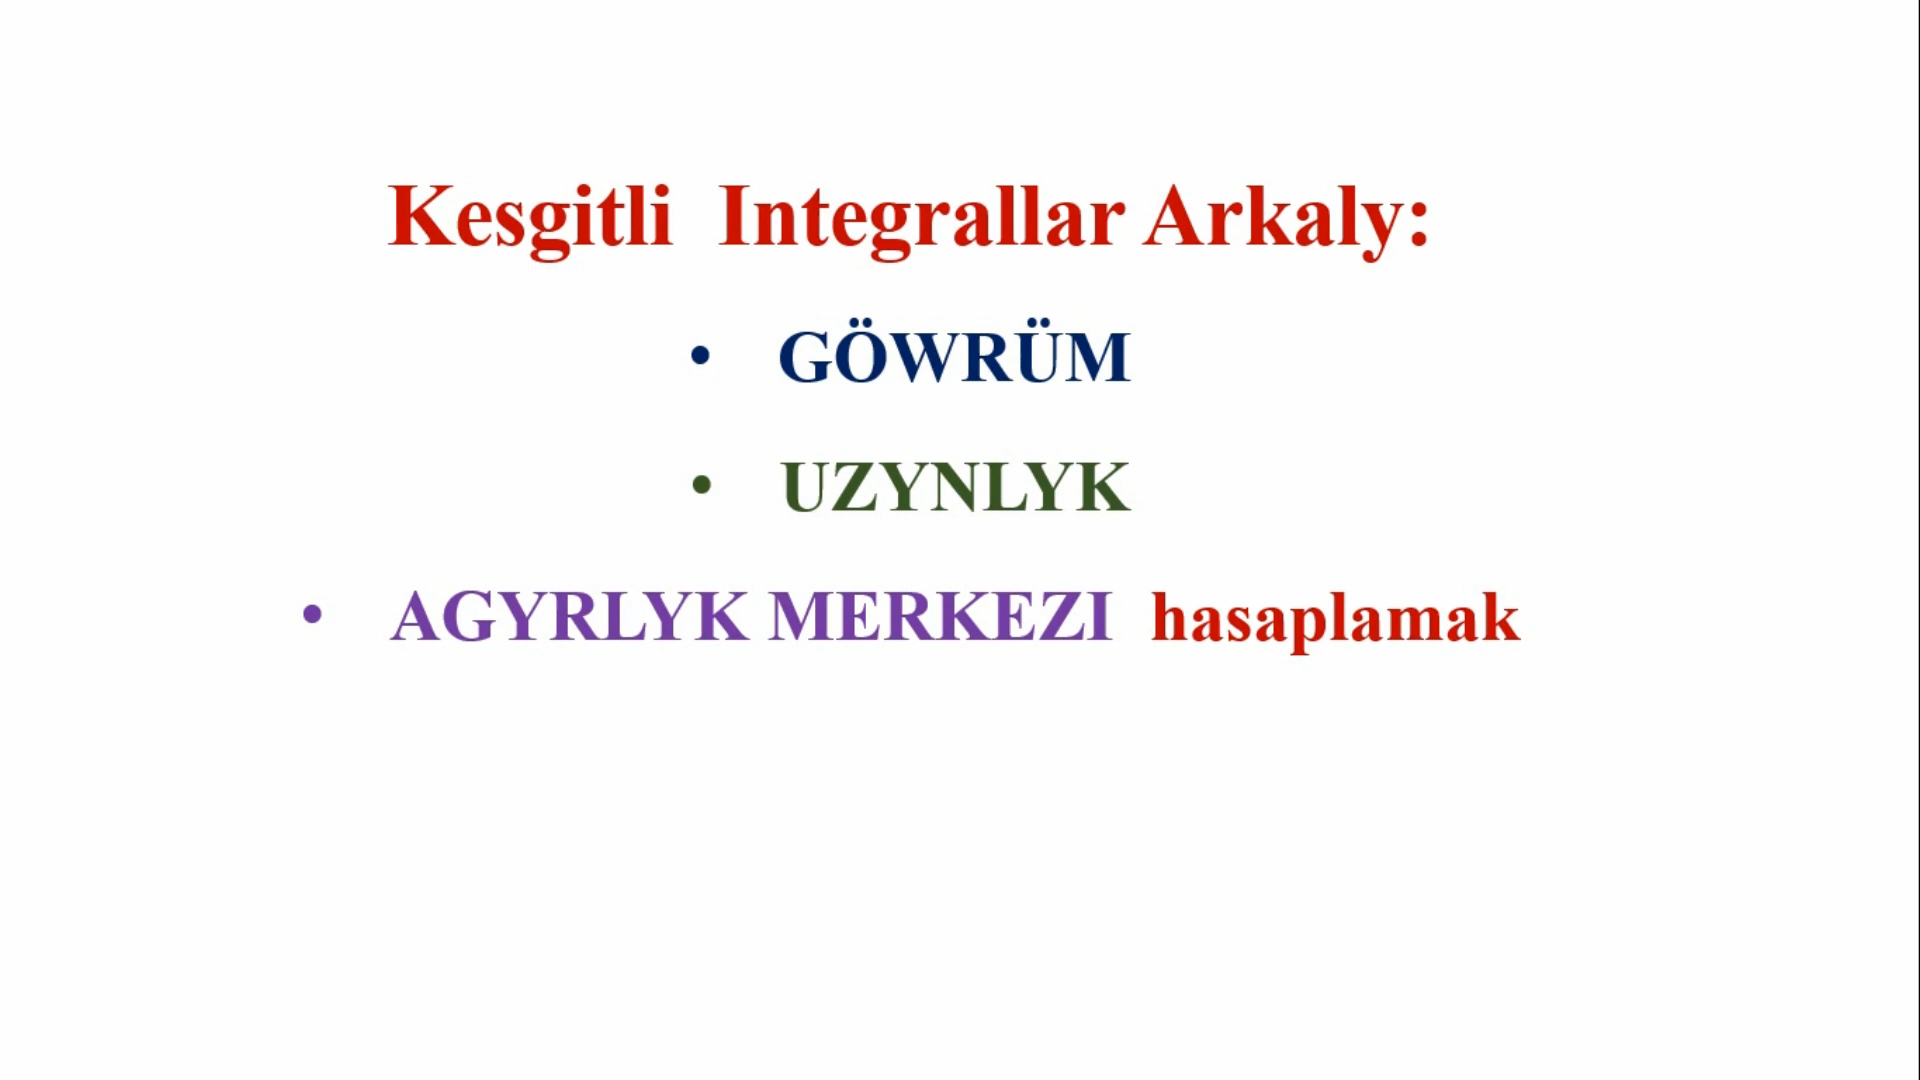 Kesgitli Integrallar Arkaly:
• GÖWRÜM
• UZYNLYK
• AGYRLYK MERKEZI hasaplamak